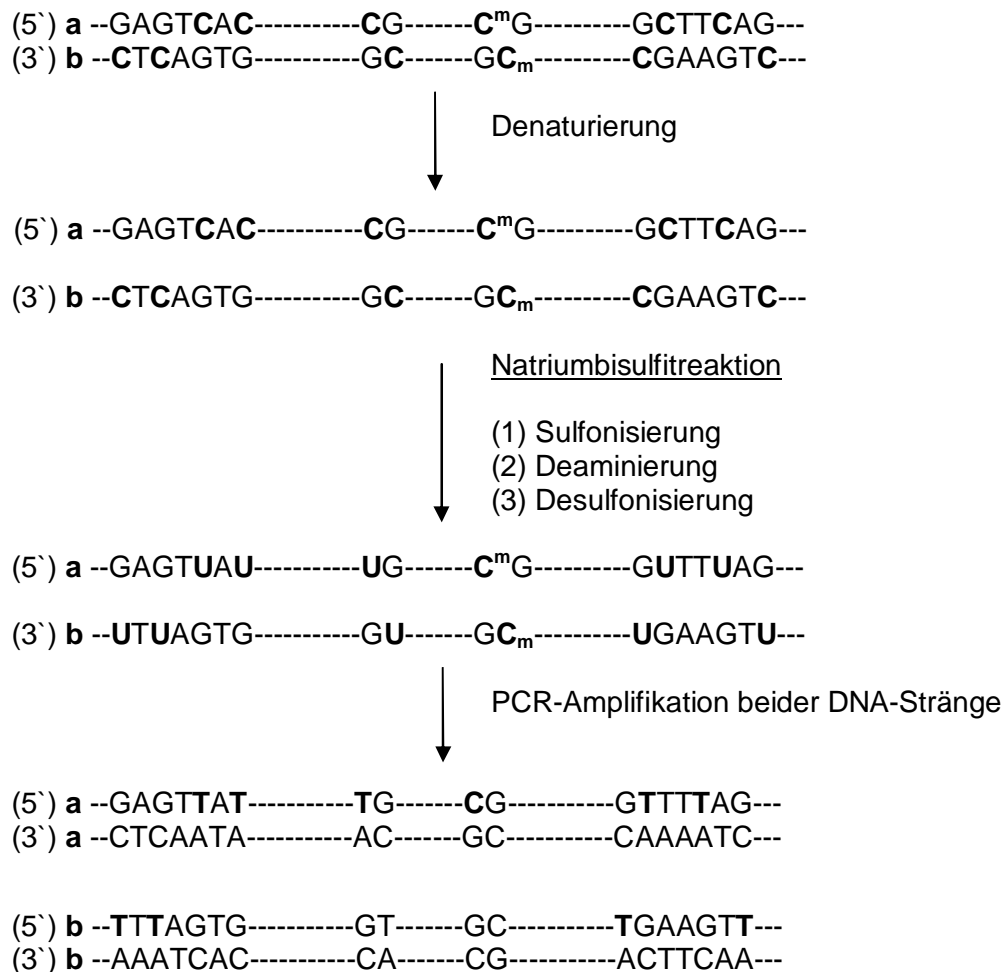 (5`) a --GAGTCAC-----------CG-------CᵐG----------GCTTCAG---
(3`) b --CTCAGTG-----------GC-------GCₘ----------CGAAGTC---
Denaturierung
(5`) a --GAGTCAC-----------CG-------CᵐG----------GCTTCAG---
(3`) b --CTCAGTG-----------GC-------GCₘ----------CGAAGTC---
Natriumbisulfitreaktion
(1) Sulfonisierung
(2) Deaminierung
(3) Desulfonisierung
(5`) a --GAGTUAU-----------UG-------CᵐG----------GUTTUAG---
(3`) b --UTUAGTG-----------GU-------GCₘ----------UGAAGTU---
PCR-Amplifikation beider DNA-Stränge
(5`) a --GAGTTAT-----------TG-------CG-----------GTTTTAG---
(3`) a --CTCAATA-----------AC-------GC-----------CAAAATC---
(5`) b --TTTAGTG-----------GT-------GC-----------TGAAGTT---
(3`) b --AAATCAC-----------CA-------CG-----------ACTTCAA---